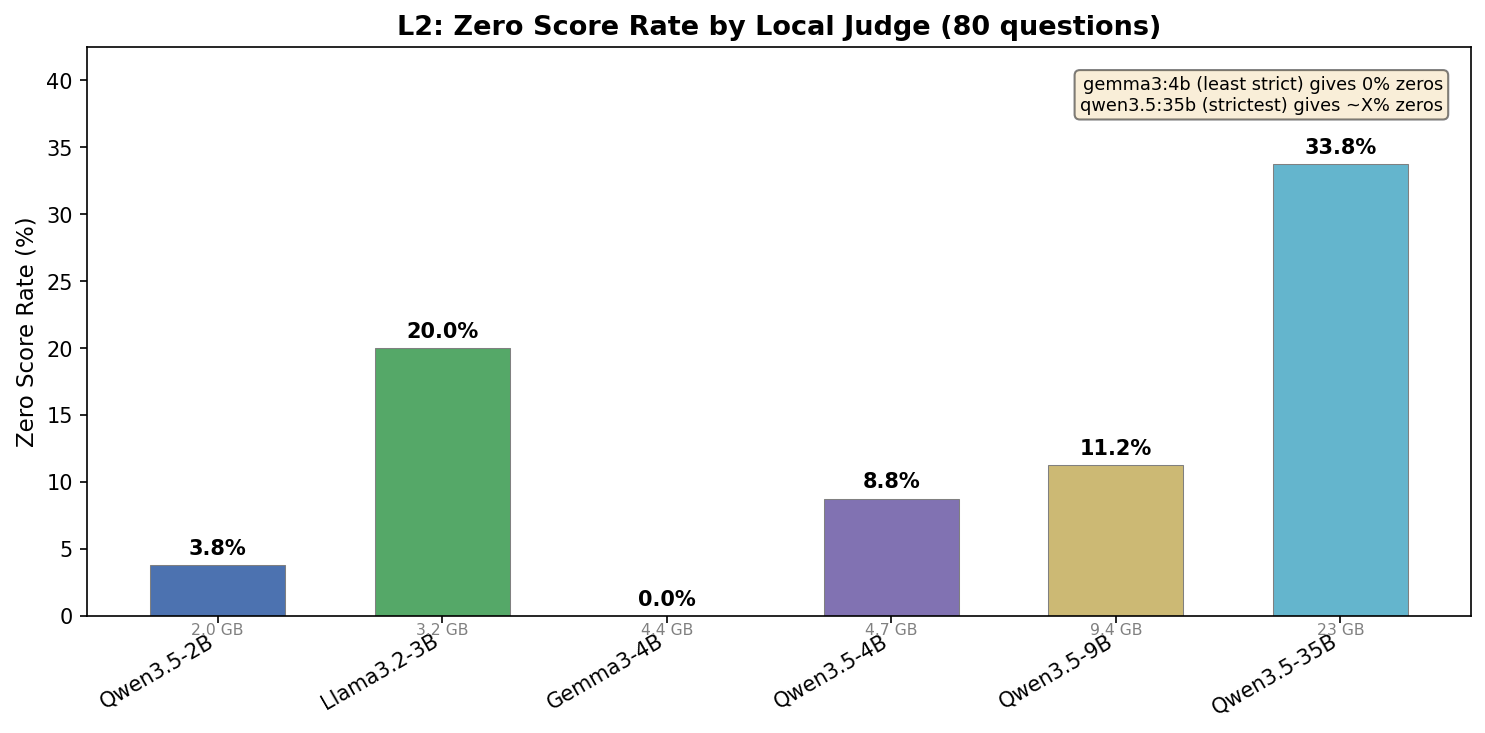 L2: Zero Score Rate by Local Judge (80 questions)
gemma3:4b (least strict) gives 0% zeros
qwen3.5:35b (strictest) gives ~X% zeros
Zero Score Rate (%)
40
35
30
25
20
15
10
5
0
3.8%
20.0%
0.0%
8.8%
11.2%
33.8%
2.0 GB
3.2 GB
4.4 GB
4.7 GB
9.4 GB
23 GB
Qwen3.5-2B
Llama3.2-3B
Gemma3-4B
Qwen3.5-4B
Qwen3.5-9B
Qwen3.5-35B